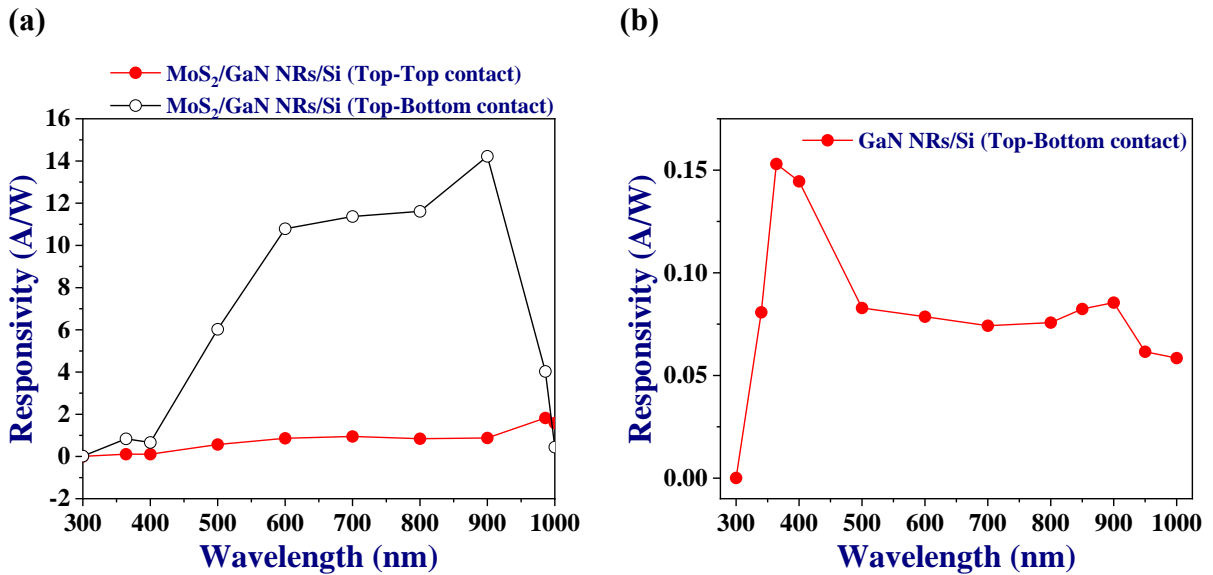 (a)
MoS₂/GaN NRs/Si (Top-Top contact)
MoS₂/GaN NRs/Si (Top-Bottom contact)
Responsivity (A/W)
16
14
12
10
8
6
4
2
0
-2
300 400 500 600 700 800 900 1000
Wavelength (nm)
(b)
GaN NRs/Si (Top-Bottom contact)
Responsivity (A/W)
0.15
0.10
0.05
0.00
300 400 500 600 700 800 900 1000
Wavelength (nm)